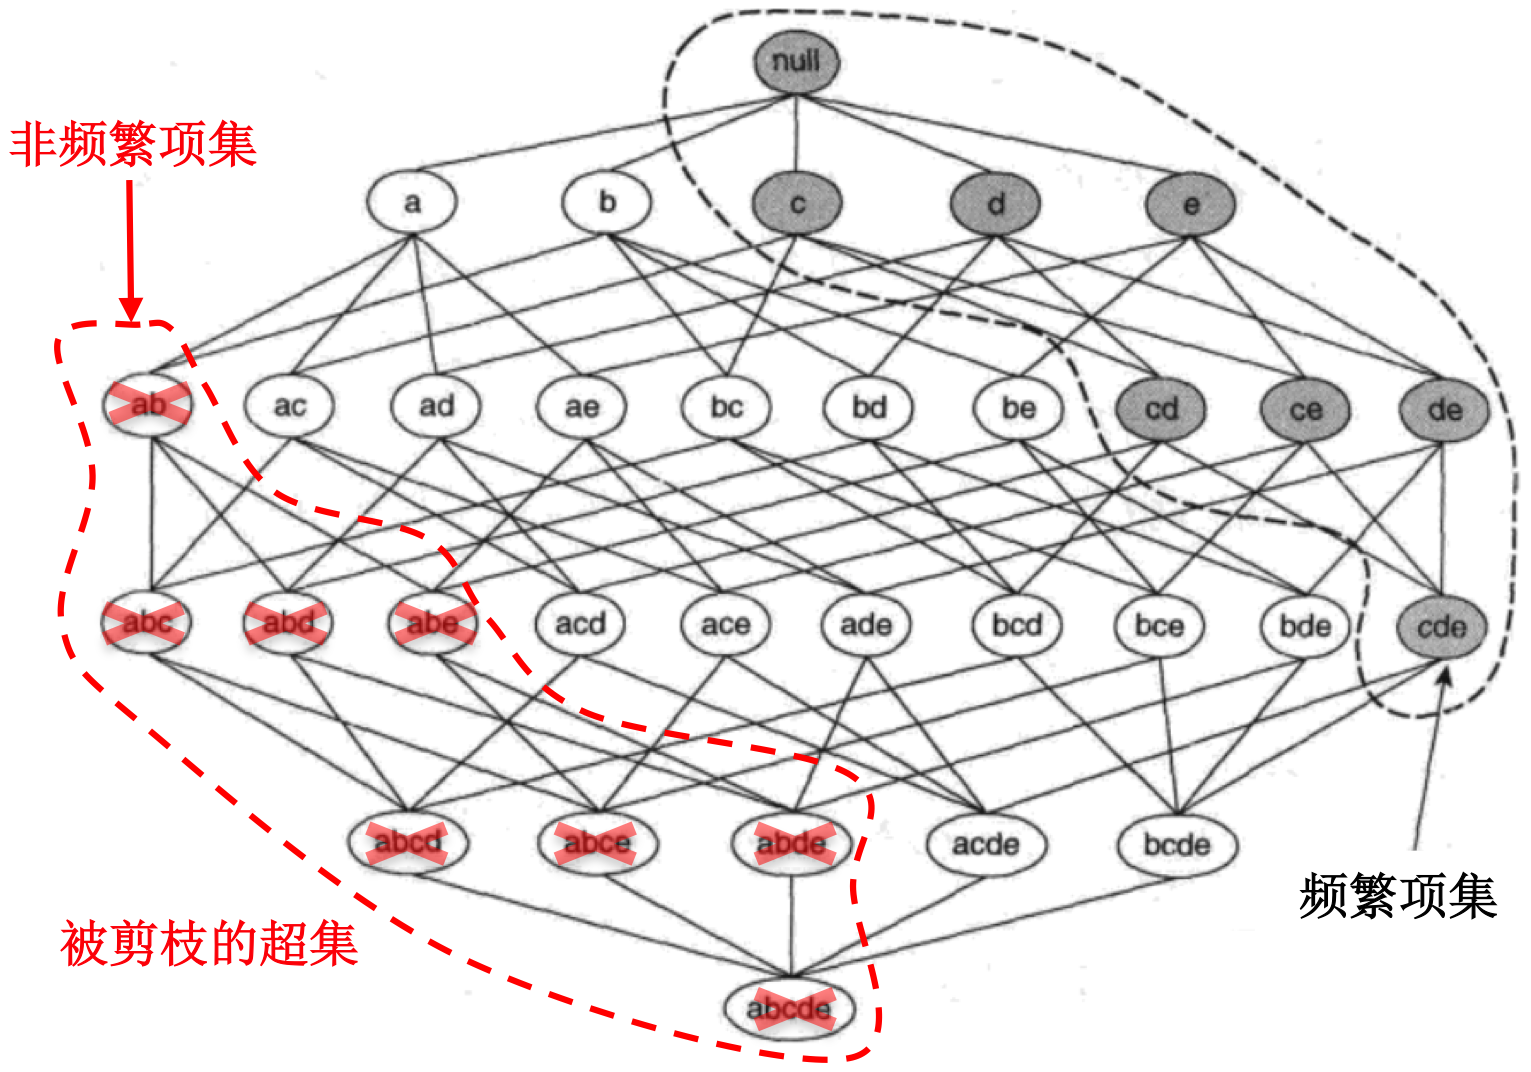 null
非频繁项集
a b c d e
ab ac ad ae bc bd be cd ce de
abc abd abe acd ace ade bcd bce bde cde
abcd abce abde acde bcde
频繁项集
被剪枝的超集
abcde